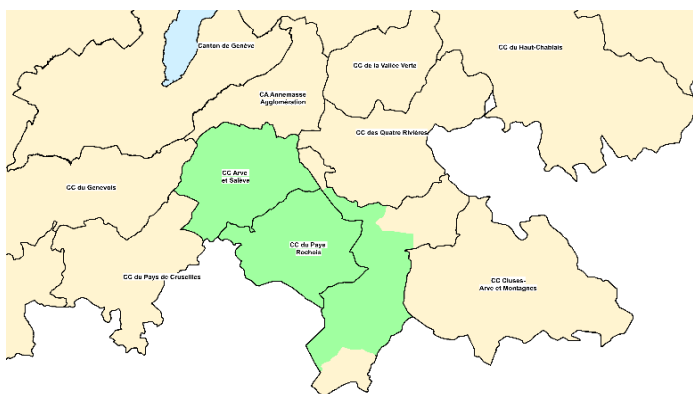 Canton de Genève
CC du Haut-Chablais
CC de la Vallée Verte
CA Annemasse
Agglomération
CC des Quatre Rivières
CC Arve
et Salève
CC du Genevois
CC du Pays
Rochois
CC du Pays de Cruseilles
CC Cluses-
Arve et Montagnes